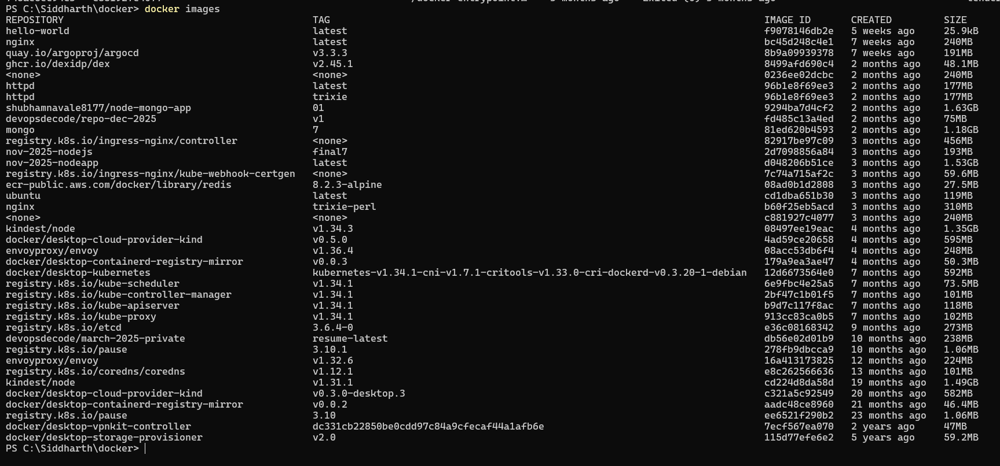 PS C:\Siddharth\docker> docker images
REPOSITORY TAG IMAGE ID CREATED SIZE
hello-world latest f9078146db2e 5 weeks ago 25.9kB
nginx latest bc45d248c4e1 7 weeks ago 240MB
quay.io/argoproj/argocd v3.3.3 8b9a09939378 7 weeks ago 191MB
ghcr.io/dexidp/dex v2.45.1 8499afd690c4 2 months ago 48.1MB
<none> <none> 0236ee02dcbc 2 months ago 240MB
httpd latest 96b1e8f69ee3 2 months ago 177MB
httpd trixie 96b1e8f69ee3 2 months ago 177MB
shubhamnavale8177/node-mongo-app 01 9294ba7d4cf2 2 months ago 1.63GB
devopsdecode/repo-dec-2025 v1 fd485c13a4ed 2 months ago 75MB
mongo 7 81ed620b4593 2 months ago 1.18GB
registry.k8s.io/ingress-nginx/controller <none> 82917be97c09 3 months ago 456MB
nov-2025-nodejs final7 2d7098856a84 3 months ago 193MB
nov-2025-nodeapp latest d048206b51ce 3 months ago 1.53GB
registry.k8s.io/ingress-nginx/kube-webhook-certgen <none> 7c74a715af2c 3 months ago 59.6MB
ecr-public.aws.com/docker/library/redis 8.2.3-alpine 08ad0b1d2808 3 months ago 27.5MB
ubuntu latest cd1dba651b30 3 months ago 119MB
nginx trixie-perl b60f25eb5acd 3 months ago 310MB
<none> <none> c881927c4077 3 months ago 240MB
kindest/node v1.34.3 08497ee19eac 4 months ago 1.35GB
docker/desktop-cloud-provider-kind v0.5.0 4ad59ce20658 4 months ago 595MB
envoyproxy/envoy v1.36.4 08acc53db6f4 4 months ago 248MB
docker/desktop-containerd-registry-mirror v0.0.3 179a9ea3ae47 4 months ago 50.3MB
docker/desktop-kubernetes kubernetes-v1.34.1-cni-v1.7.1-critools-v1.33.0-cri-dockerd-v0.3.20-1-debian 12d6673564e0 7 months ago 592MB
registry.k8s.io/kube-scheduler v1.34.1 6e9fbc4e25a5 7 months ago 73.5MB
registry.k8s.io/kube-controller-manager v1.34.1 2bf47c1b01f5 7 months ago 101MB
registry.k8s.io/kube-apiserver v1.34.1 b9d7c117f8ac 7 months ago 118MB
registry.k8s.io/kube-proxy v1.34.1 913cc83ca0b5 7 months ago 102MB
registry.k8s.io/etcd 3.6.4-0 e36c08168342 9 months ago 273MB
devopsdecode/march-2025-private resume-latest db56e02d01b9 10 months ago 238MB
registry.k8s.io/pause 3.10.1 278fb9dbcca9 10 months ago 1.06MB
envoyproxy/envoy v1.32.6 16a413173825 12 months ago 224MB
registry.k8s.io/coredns/coredns v1.12.1 e8c262566636 13 months ago 101MB
kindest/node v1.31.1 cd224d8da58d 19 months ago 1.49GB
docker/desktop-cloud-provider-kind v0.3.0-desktop.3 c321a5c92549 20 months ago 582MB
docker/desktop-containerd-registry-mirror v0.0.2 aadc48ce8960 21 months ago 46.4MB
registry.k8s.io/pause 3.10 ee6521f290b2 23 months ago 1.06MB
docker/desktop-vpnkit-controller dc331cb22850be0cdd97c84a9cfecaf44a1afb6e 7ecf567ea070 2 years ago 47MB
docker/desktop-storage-provisioner v2.0 115d77efe6e2 5 years ago 59.2MB
PS C:\Siddharth\docker>